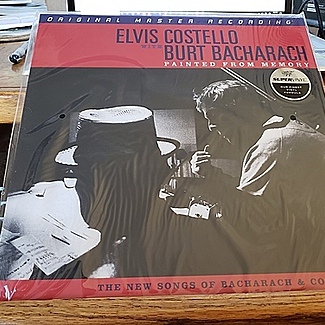 ORIGINAL MASTER RECORDING
ELVIS COSTELLO
WITH
BURT BACHARACH
PAINTED FROM MEMORY
SUPERVINYL
THE NEW SONGS OF BACHARACH & CO